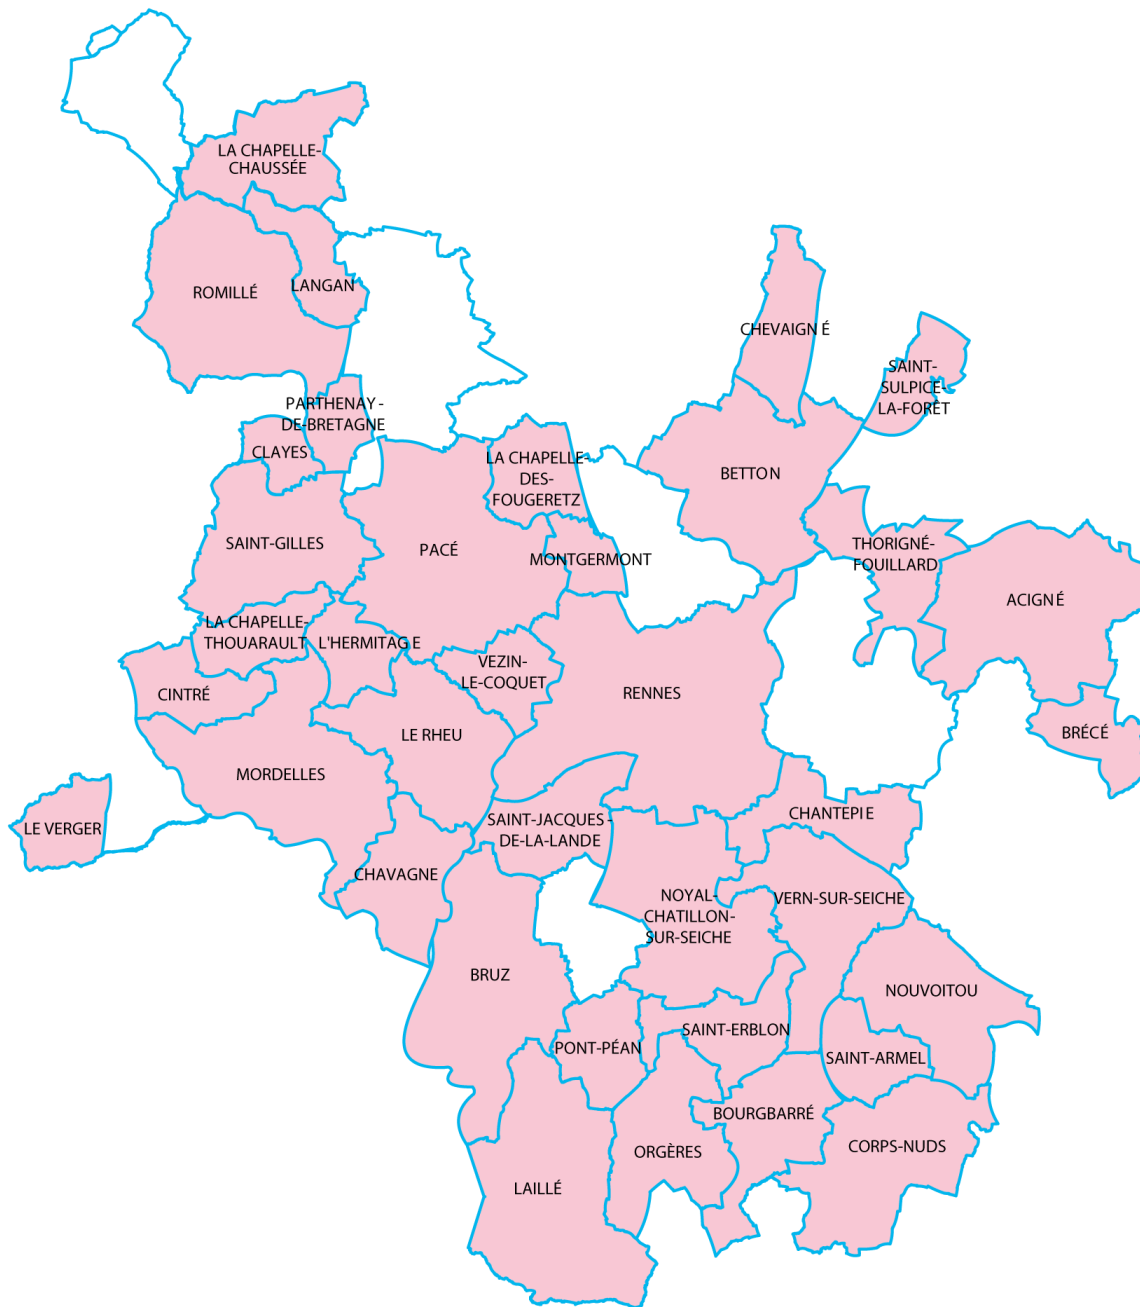 LA CHAPELLE-
CHAUSSÉE
ROMILLÉ
LANGAN
CHEVAIGNÉ
SAINT-
SULPICE-
LA-FORÊT
PARTHENAY-
DE-BRETAGNE
CLAYES
LA CHAPELLE-
DES-
FOUGERETZ
BETTON
SAINT-GILLES
PACÉ
MONTGERMONT
THORIGNÉ-
FOUILLARD
ACIGNÉ
LA CHAPELLE-
THOUARAULT
L'HERMITAGE
VEZIN-
LE-COQUET
CINTRÉ
RENNES
LE RHEU
BRÉCÉ
MORDELLES
LE VERGER
SAINT-JACQUES-
DE-LA-LANDE
CHANTEPIE
CHAVAGNE
NOYAL-
CHATILLON-
SUR-SEICHE
VERN-SUR-SEICHE
BRUZ
NOUVOITOU
SAINT-ERBLON
PONT-PÉAN
SAINT-ARMEL
BOURGBARRÉ
ORGÈRES
CORPS-NUDS
LAILLÉ